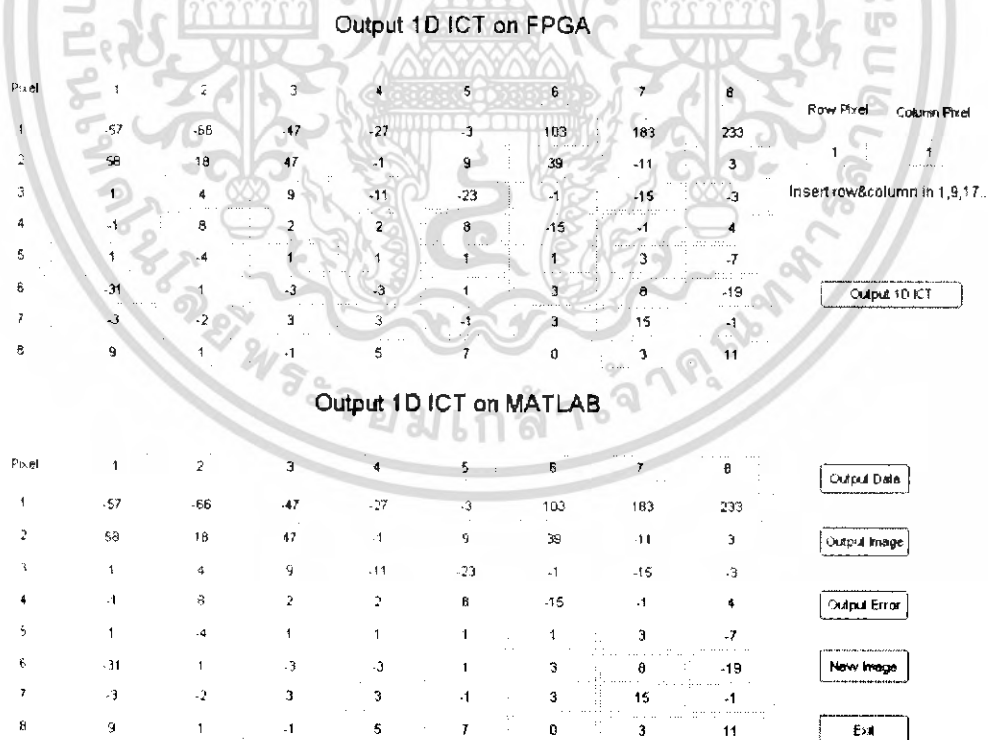 Output 1D ICT on FPGA
Pixel 1 2 3 4 5 6 7 8
1 -57 -66 -47 -27 -3 103 183 233
2 58 18 47 -1 9 39 -11 3
3 1 4 9 -11 -23 -1 -15 -3
4 -1 8 2 2 8 -15 -1 4
5 1 -4 1 1 1 1 3 -7
6 -31 1 -3 -3 1 3 8 -19
7 -3 -2 3 3 -1 3 15 -1
8 9 1 -1 5 7 0 3 11
Row Pixel Column Pixel
1 1
Insert row&column in 1,9,17..
Output 1D ICT
Output 1D ICT on MATLAB
Pixel 1 2 3 4 5 6 7 8
1 -57 -66 -47 -27 -3 103 183 233
2 58 18 47 -1 9 39 -11 3
3 1 4 9 -11 -23 -1 -15 -3
4 -1 8 2 2 8 -15 -1 4
5 1 -4 1 1 1 1 3 -7
6 -31 1 -3 -3 1 3 8 -19
7 -3 -2 3 3 -1 3 15 -1
8 9 1 -1 5 7 0 3 11
Output Data
Output Image
Output Error
New Image
Exit